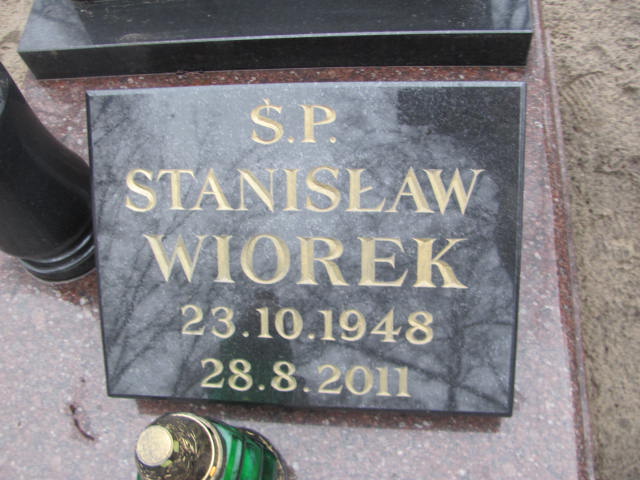 Ś.P.
STANISŁAW
WIOREK
23.10.1948
28.8.2011